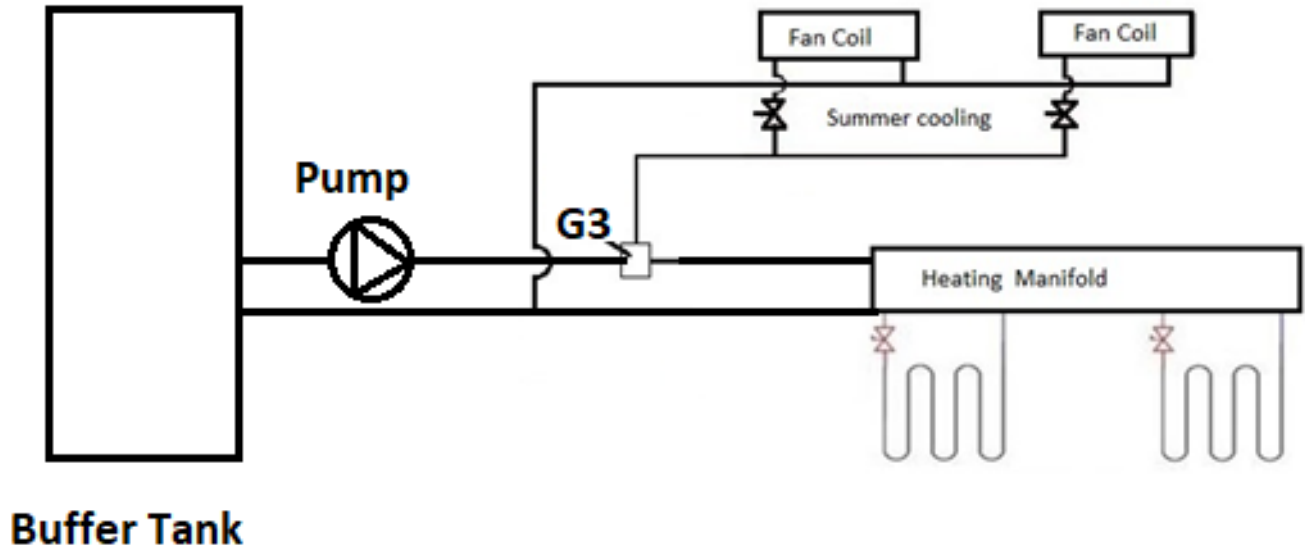 Fan Coil
Fan Coil
Summer cooling
Pump
G3
Heating Manifold
Buffer Tank